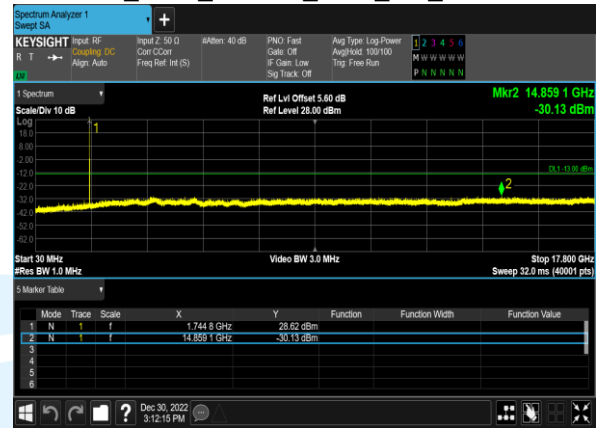 Spectrum Analyzer 1
Swept SA
+
KEYSIGHT Input: RF Input Z: 50 Ω #Atten: 40 dB PNO: Fast Avg Type: Log-Power 1 2 3 4 5 6
R T Coupling: DC Corr CCorr Gate: Off Avg|Hold: 100/100 M W W W W W
Align: Auto Freq Ref: Int (S) IF Gain: Low Trig: Free Run P N N N N N
LV Sig Track: Off
1 Spectrum Ref Lvl Offset 5.60 dB Mkr2 14.859 1 GHz
Scale/Div 10 dB Ref Level 28.00 dBm -30.13 dBm
Log
1
18.0
8.00
-2.00
DL1 -13.00 dBm
-12.0
2
-22.0
-32.0
-42.0
-52.0
-62.0
Start 30 MHz Video BW 3.0 MHz Stop 17.800 GHz
#Res BW 1.0 MHz Sweep 32.0 ms (40001 pts)
5 Marker Table
Mode Trace Scale X Y Function Function Width Function Value
1 N 1 f 1.744 8 GHz 28.62 dBm
2 N 1 f 14.859 1 GHz -30.13 dBm
3
4
5
6
? Dec 30, 2022
3:12:15 PM